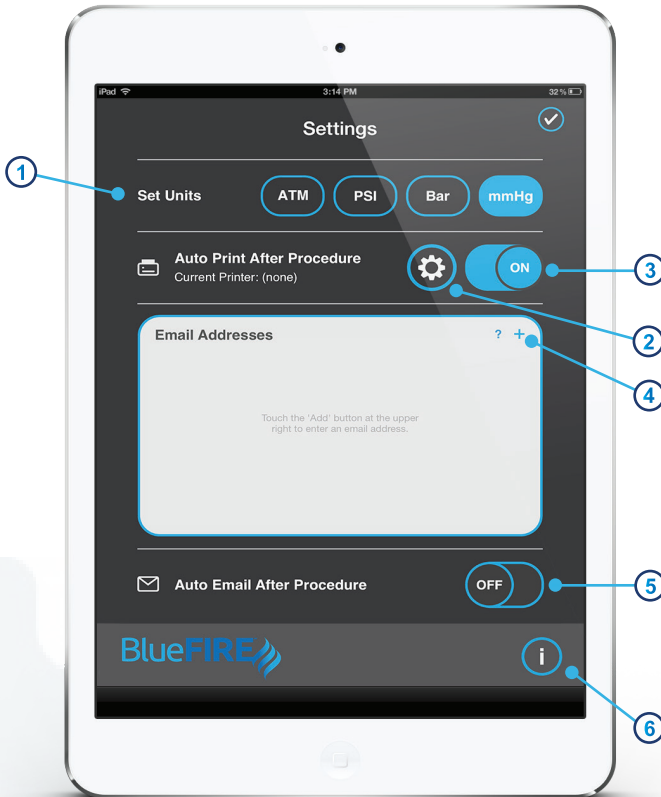 iPad 3:14 PM 32%
Settings
1
Set Units ATM PSI Bar mmHg
Auto Print After Procedure
Current Printer: (none)
ON
3
2
Email Addresses ? +
4
Touch the 'Add' button at the upper
right to enter an email address.
Auto Email After Procedure OFF
5
BlueFIRE
i
6